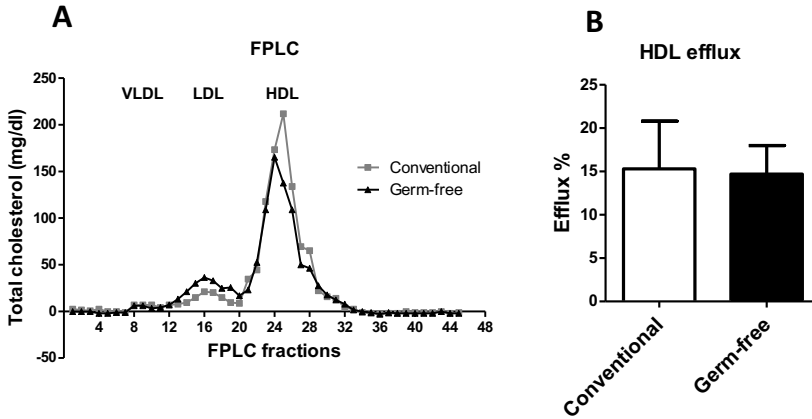 A
FPLC
VLDL LDL HDL
Total cholesterol (mg/dl)
250
200
150
100
50
0
-50
4 8 12 16 20 24 28 32 36 40 44 48
FPLC fractions
Conventional
Germ-free
B
HDL efflux
Efflux %
25
20
15
10
5
0
Conventional
Germ-free